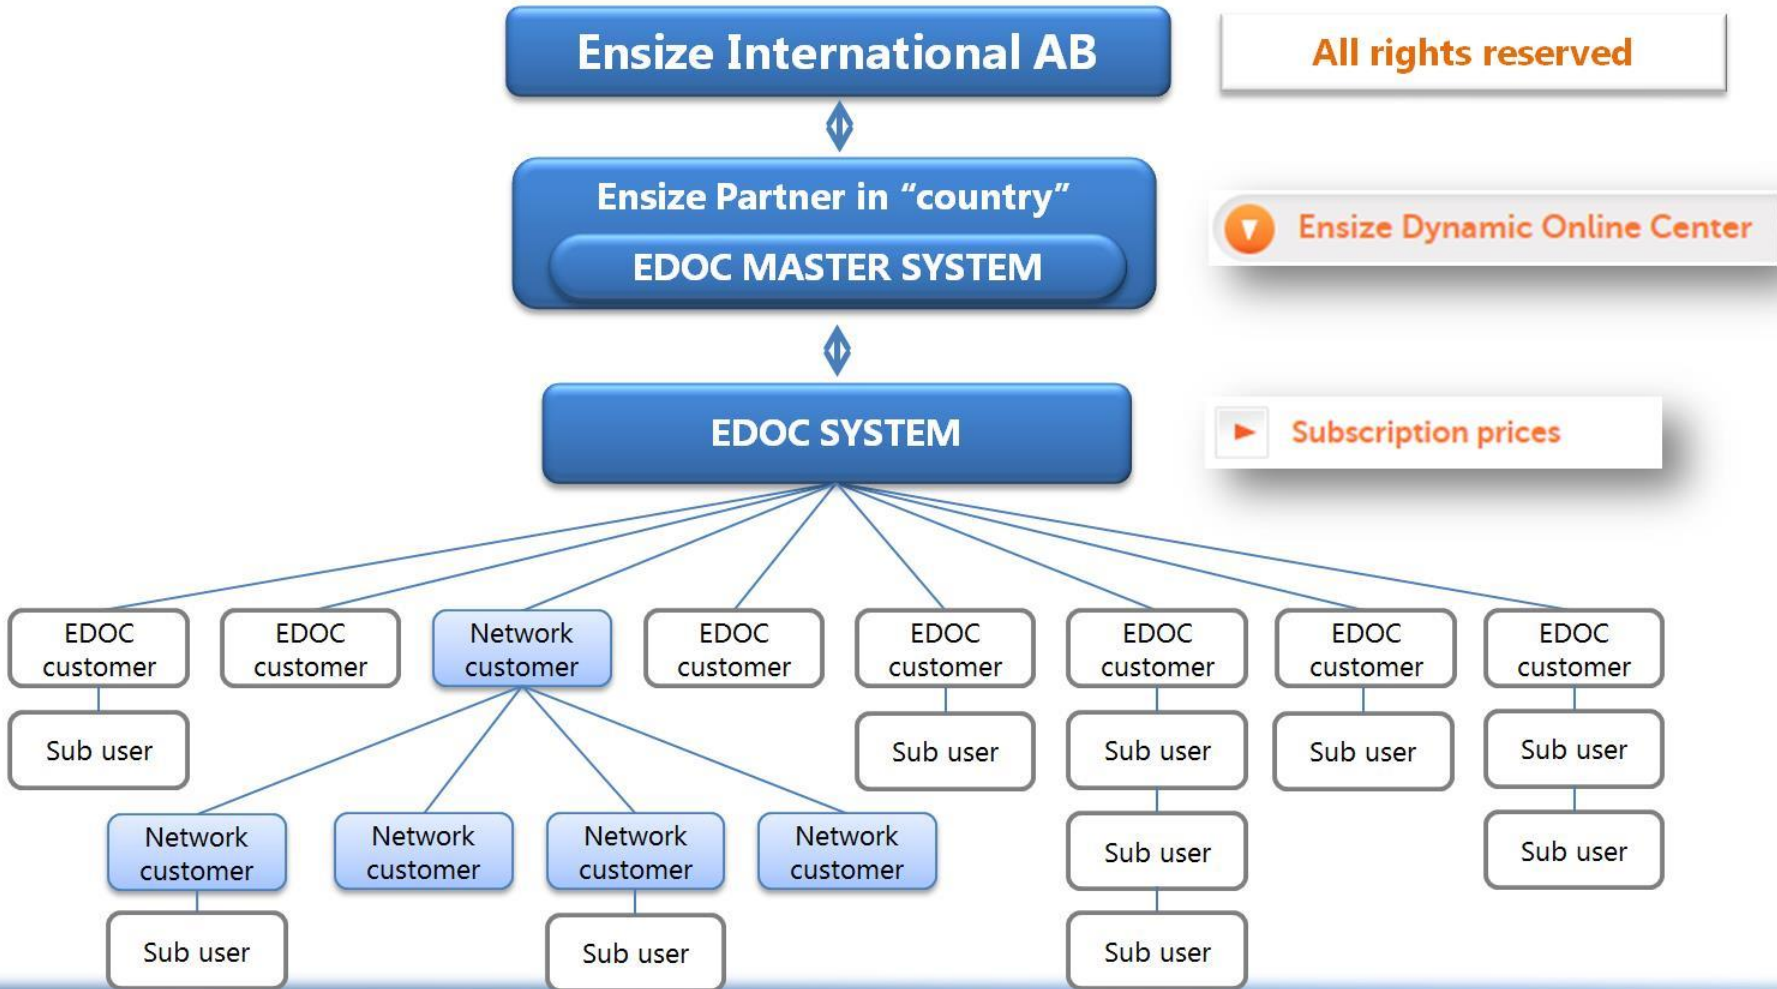 Ensize International AB
All rights reserved
Ensize Partner in “country”
EDOC MASTER SYSTEM
Ensize Dynamic Online Center
EDOC SYSTEM
Subscription prices
EDOC
customer
EDOC
customer
Network
customer
EDOC
customer
EDOC
customer
EDOC
customer
EDOC
customer
EDOC
customer
Sub user
Sub user
Sub user
Sub user
Sub user
Network
customer
Network
customer
Network
customer
Network
customer
Sub user
Sub user
Sub user
Sub user
Sub user